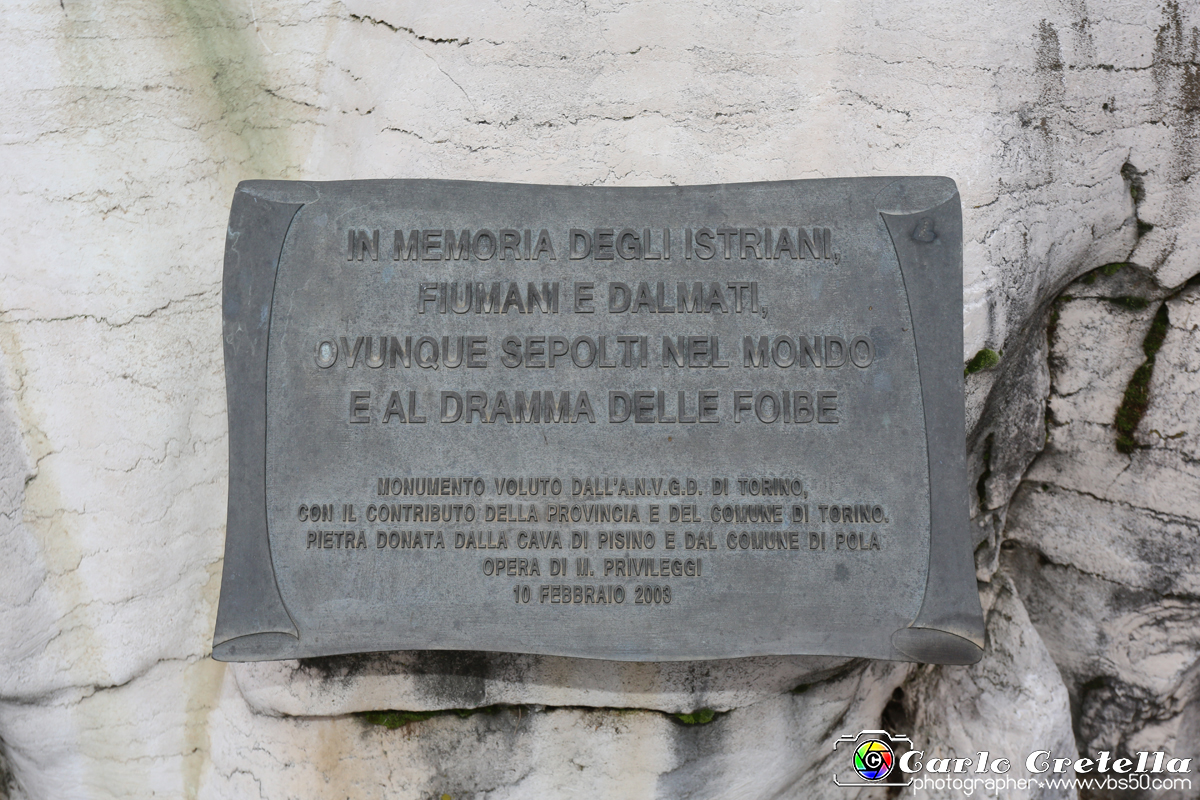 IN MEMORIA DEGLI ISTRIANI,
FIUMANI E DALMATI,
OVUNQUE SEPOLTI NEL MONDO
E AL DRAMMA DELLE FOIBE
MONUMENTO VOLUTO DALL'A.N.V.G.D. DI TORINO,
CON IL CONTRIBUTO DELLA PROVINCIA E DEL COMUNE DI TORINO.
PIETRA DONATA DALLA CAVA DI PISINO E DAL COMUNE DI POLA
OPERA DI M. PRIVILEGGI
10 FEBBRAIO 2003
© Carlo Cretella
photographer★www.vbs50.com